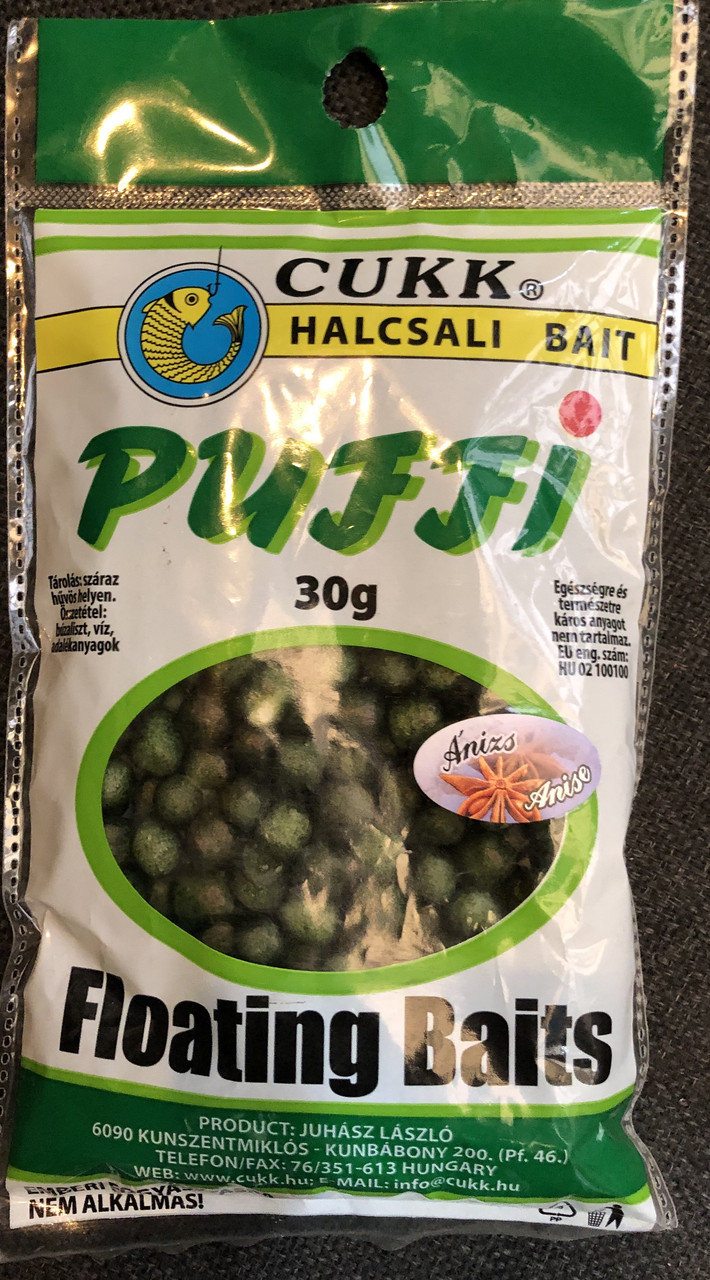 CUKK®
HALCSALI BAIT
PUFFI
30g
Tárolás: száraz
hűvös helyen.
Összetétel:
búzaliszt, víz,
adalékanyagok
Egészségre és
természetre
káros anyagot
nem tartalmaz.
EU eng. szám:
HU 02 100100
Ánizs
Anise
Floating Baits
PRODUCT: JUHÁSZ LÁSZLÓ
6090 KUNSZENTMIKLÓS - KUNBÁBONY 200. (Pf. 46.)
TELEFON/FAX: 76/351-613 HUNGARY
WEB: www.cukk.hu; E-MAIL: info@cukk.hu
EMBERI
NEM ALKALMAS!
PP